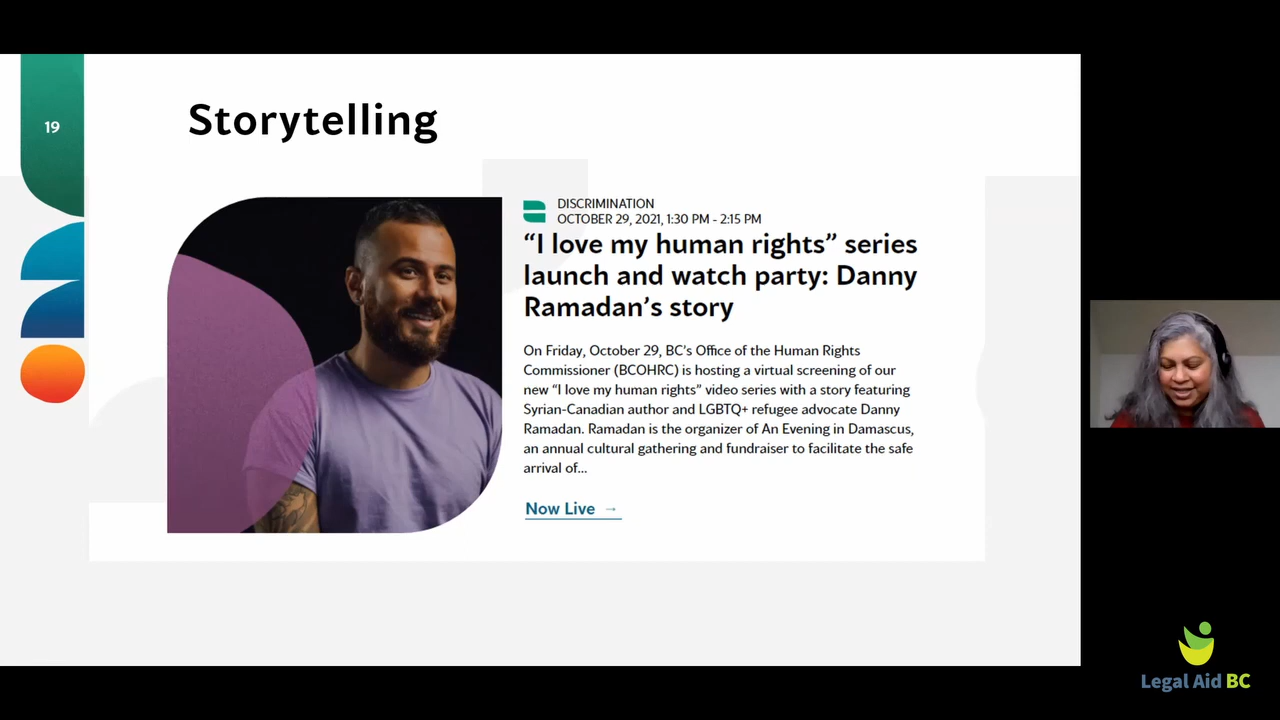 19
Storytelling
DISCRIMINATION
OCTOBER 29, 2021, 1:30 PM - 2:15 PM
“I love my human rights” series
launch and watch party: Danny
Ramadan’s story
On Friday, October 29, BC’s Office of the Human Rights
Commissioner (BCOHRC) is hosting a virtual screening of our
new “I love my human rights” video series with a story featuring
Syrian-Canadian author and LGBTQ+ refugee advocate Danny
Ramadan. Ramadan is the organizer of An Evening in Damascus,
an annual cultural gathering and fundraiser to facilitate the safe
arrival of...
Now Live →
Legal Aid BC